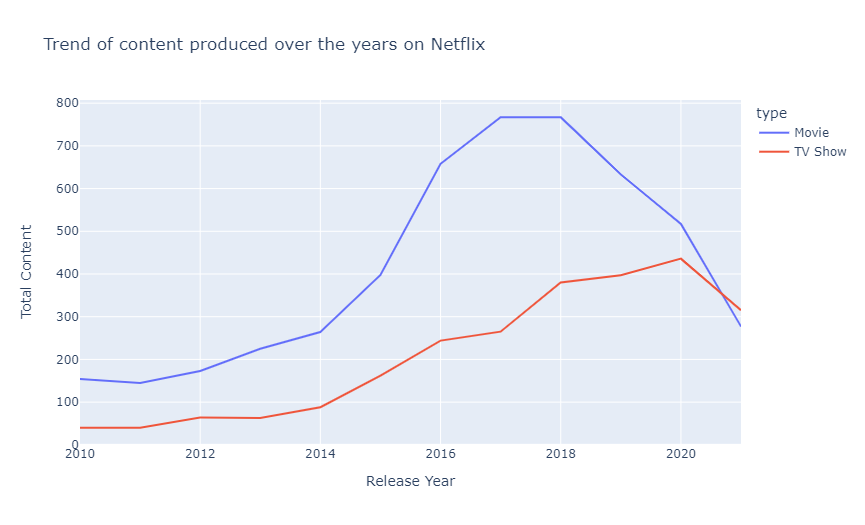 Trend of content produced over the years on Netflix
type
Movie
TV Show
Total Content
800
700
600
500
400
300
200
100
0
2010 2012 2014 2016 2018 2020
Release Year